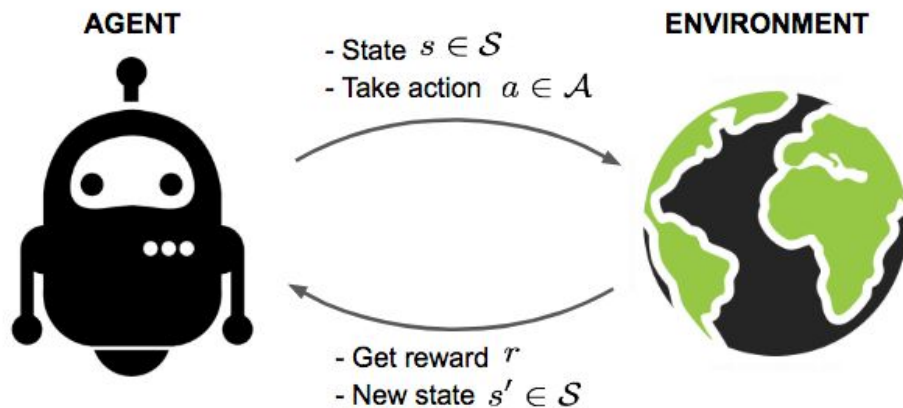 AGENT
ENVIRONMENT
- State s ∈ 𝒮
- Take action a ∈ 𝒜
- Get reward r
- New state s′ ∈ 𝒮